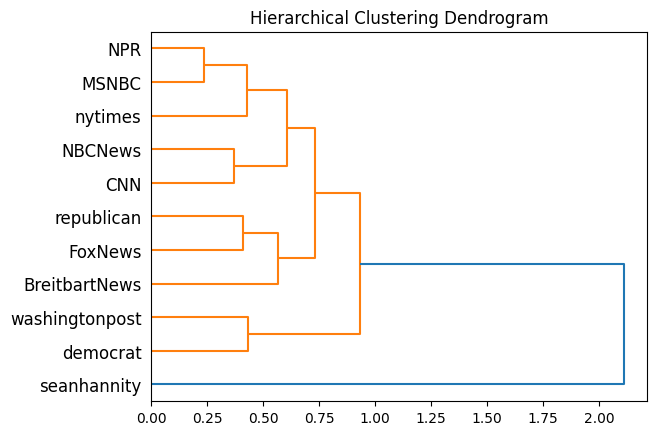 Hierarchical Clustering Dendrogram
NPR
MSNBC
nytimes
NBCNews
CNN
republican
FoxNews
BreitbartNews
washingtonpost
democrat
seanhannity
0.00 0.25 0.50 0.75 1.00 1.25 1.50 1.75 2.00